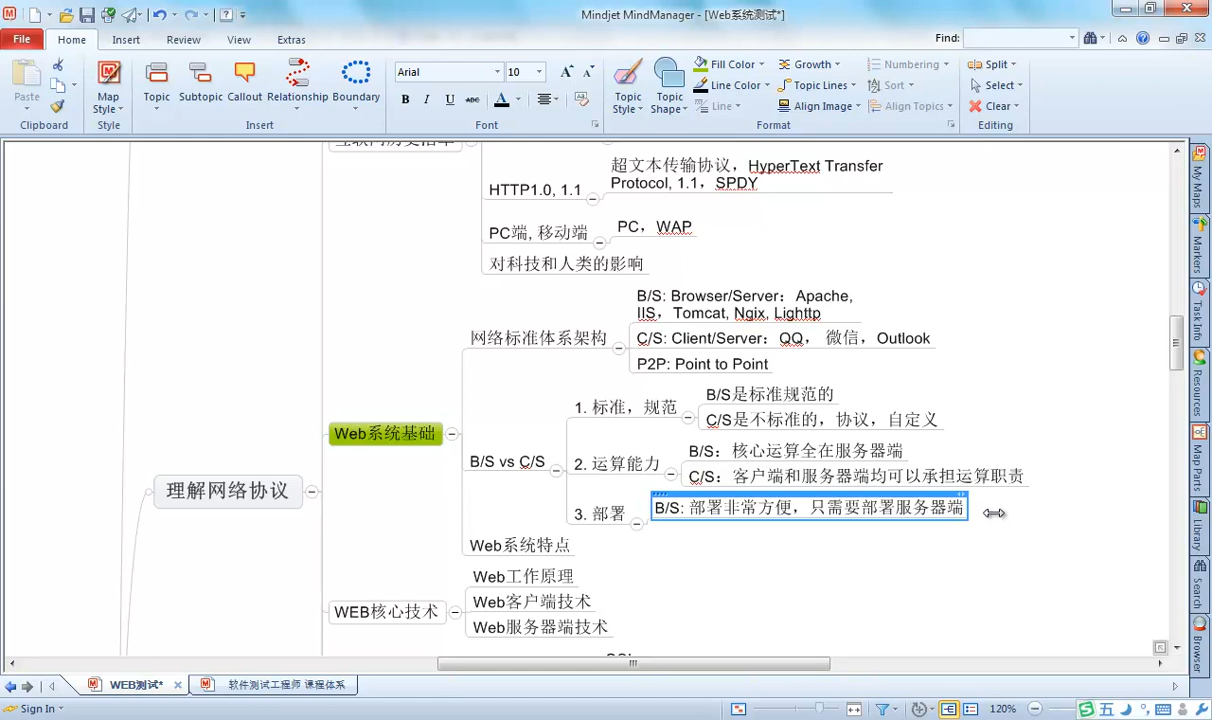 Mindjet MindManager - [Web系统测试*]
File Home Insert Review View Extras Find:
Paste
Map Style
Topic Subtopic Callout Relationship Boundary
Arial 10
B I U abc A
Topic Style
Topic Shape
Fill Color Growth Numbering
Line Color Topic Lines Sort
Line Align Image Align Topics
Split
Select
Clear
Clipboard Style Insert Font Format Editing
HTTP1.0, 1.1
超文本传输协议，HyperText Transfer
Protocol, 1.1，SPDY
PC端, 移动端
PC，WAP
对科技和人类的影响
网络标准体系架构
B/S: Browser/Server：Apache,
IIS，Tomcat, Ngix, Lighttp
C/S: Client/Server：QQ， 微信，Outlook
P2P: Point to Point
Web系统基础
B/S vs C/S
1. 标准，规范
B/S是标准规范的
C/S是不标准的，协议，自定义
2. 运算能力
B/S：核心运算全在服务器端
C/S：客户端和服务器端均可以承担运算职责
3. 部署
B/S: 部署非常方便，只需要部署服务器端
Web系统特点
理解网络协议
WEB核心技术
Web工作原理
Web客户端技术
Web服务器端技术
My Maps
Markers
Task Info
Resources
Map Parts
Library
Search
Browser
WEB测试*
软件测试工程师 课程体系
Sign In
五
120%